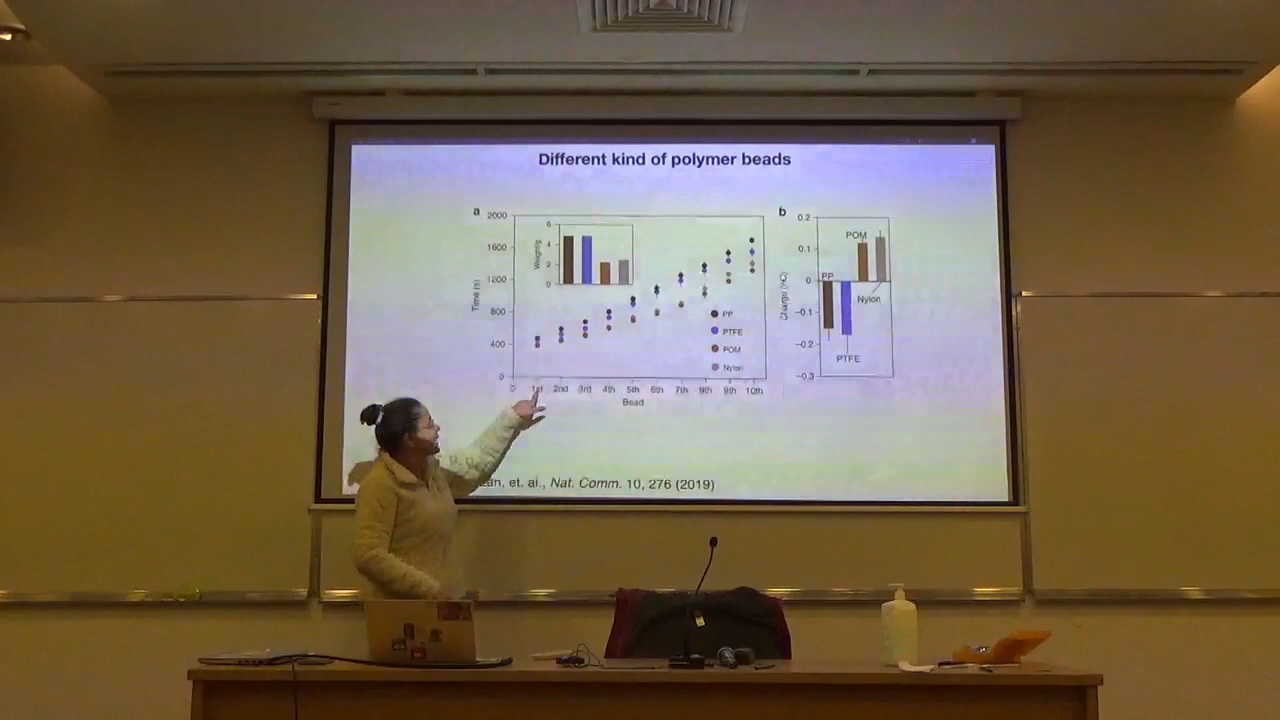 Different kind of polymer beads
a
2000
1600
1200
800
400
0
Time (s)
6
4
2
0
Weight/g
PP
PTFE
POM
Nylon
0 1st 2nd 3rd 4th 5th 6th 7th 8th 9th 10th
Bead
b
0.2
0.1
0
−0.1
−0.2
−0.3
Charge (nC)
POM
PP
Nylon
PTFE
et. al., Nat. Comm. 10, 276 (2019)